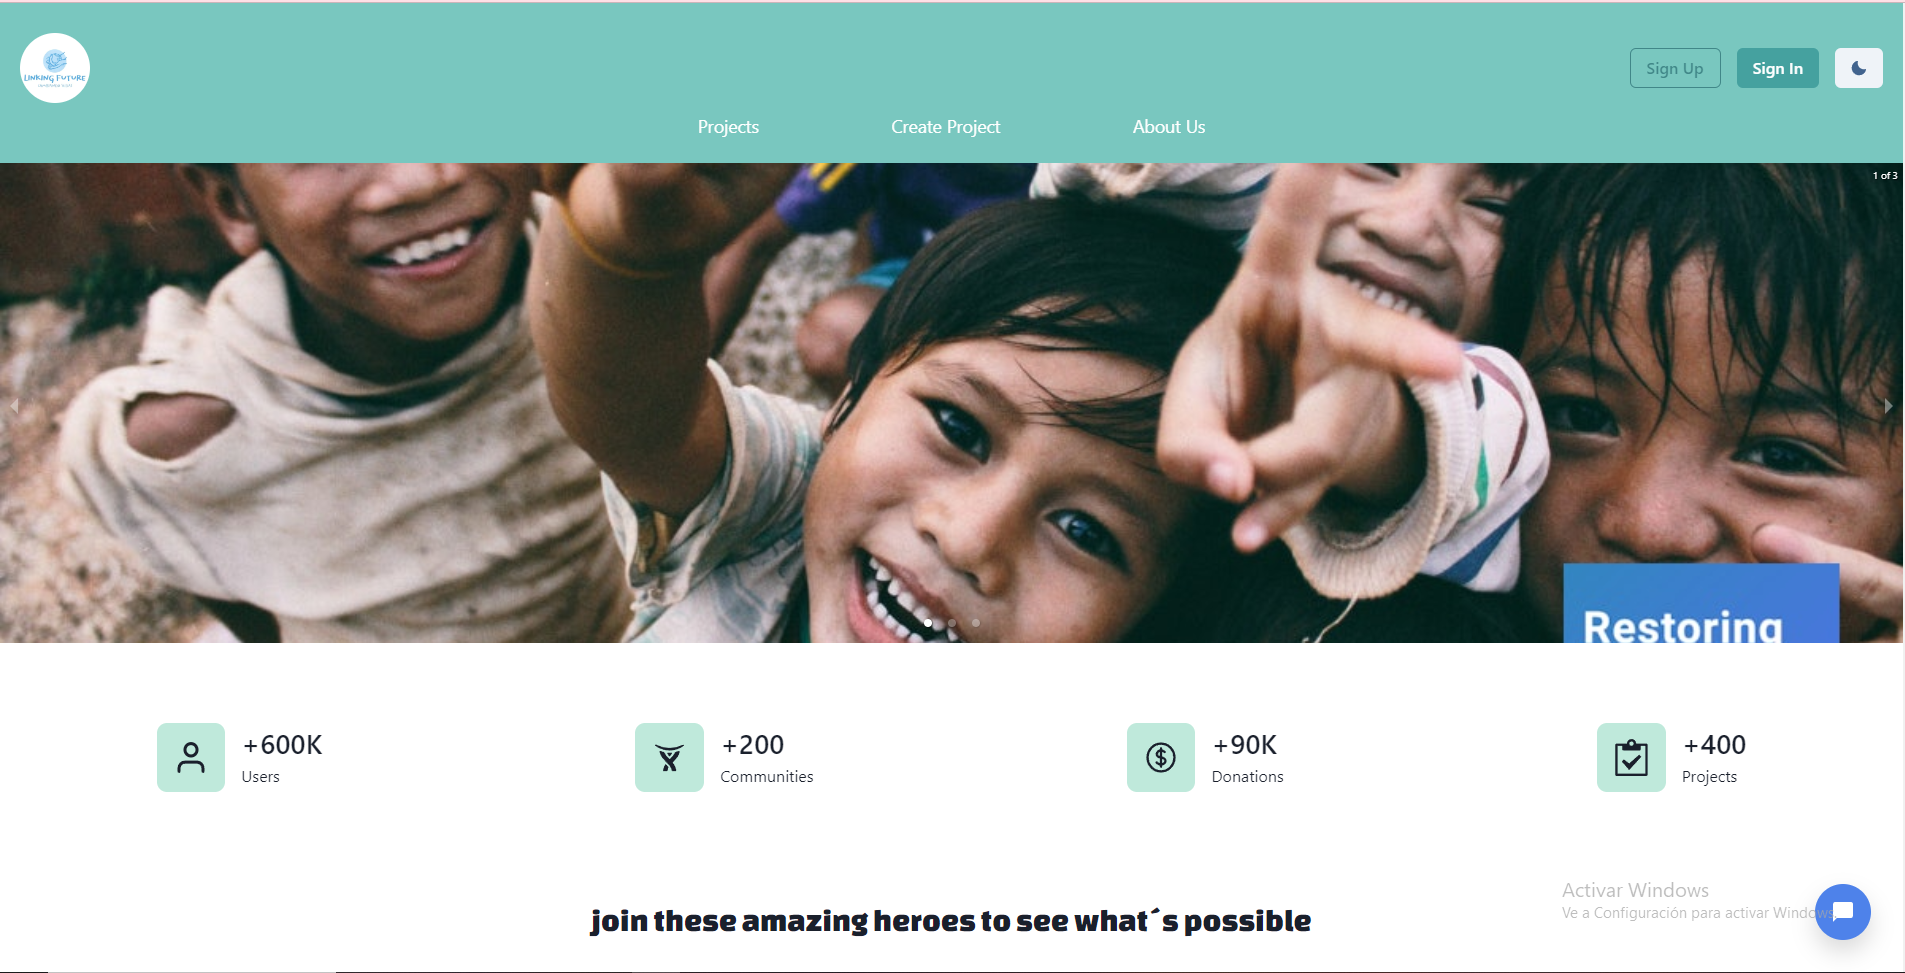 LINKING FUTURE
Sign Up
Sign In
Projects
Create Project
About Us
1 of 3
Restoring
+600K
Users
+200
Communities
+90K
Donations
+400
Projects
join these amazing heroes to see what´s possible
Activar Windows
Ve a Configuración para activar Windows